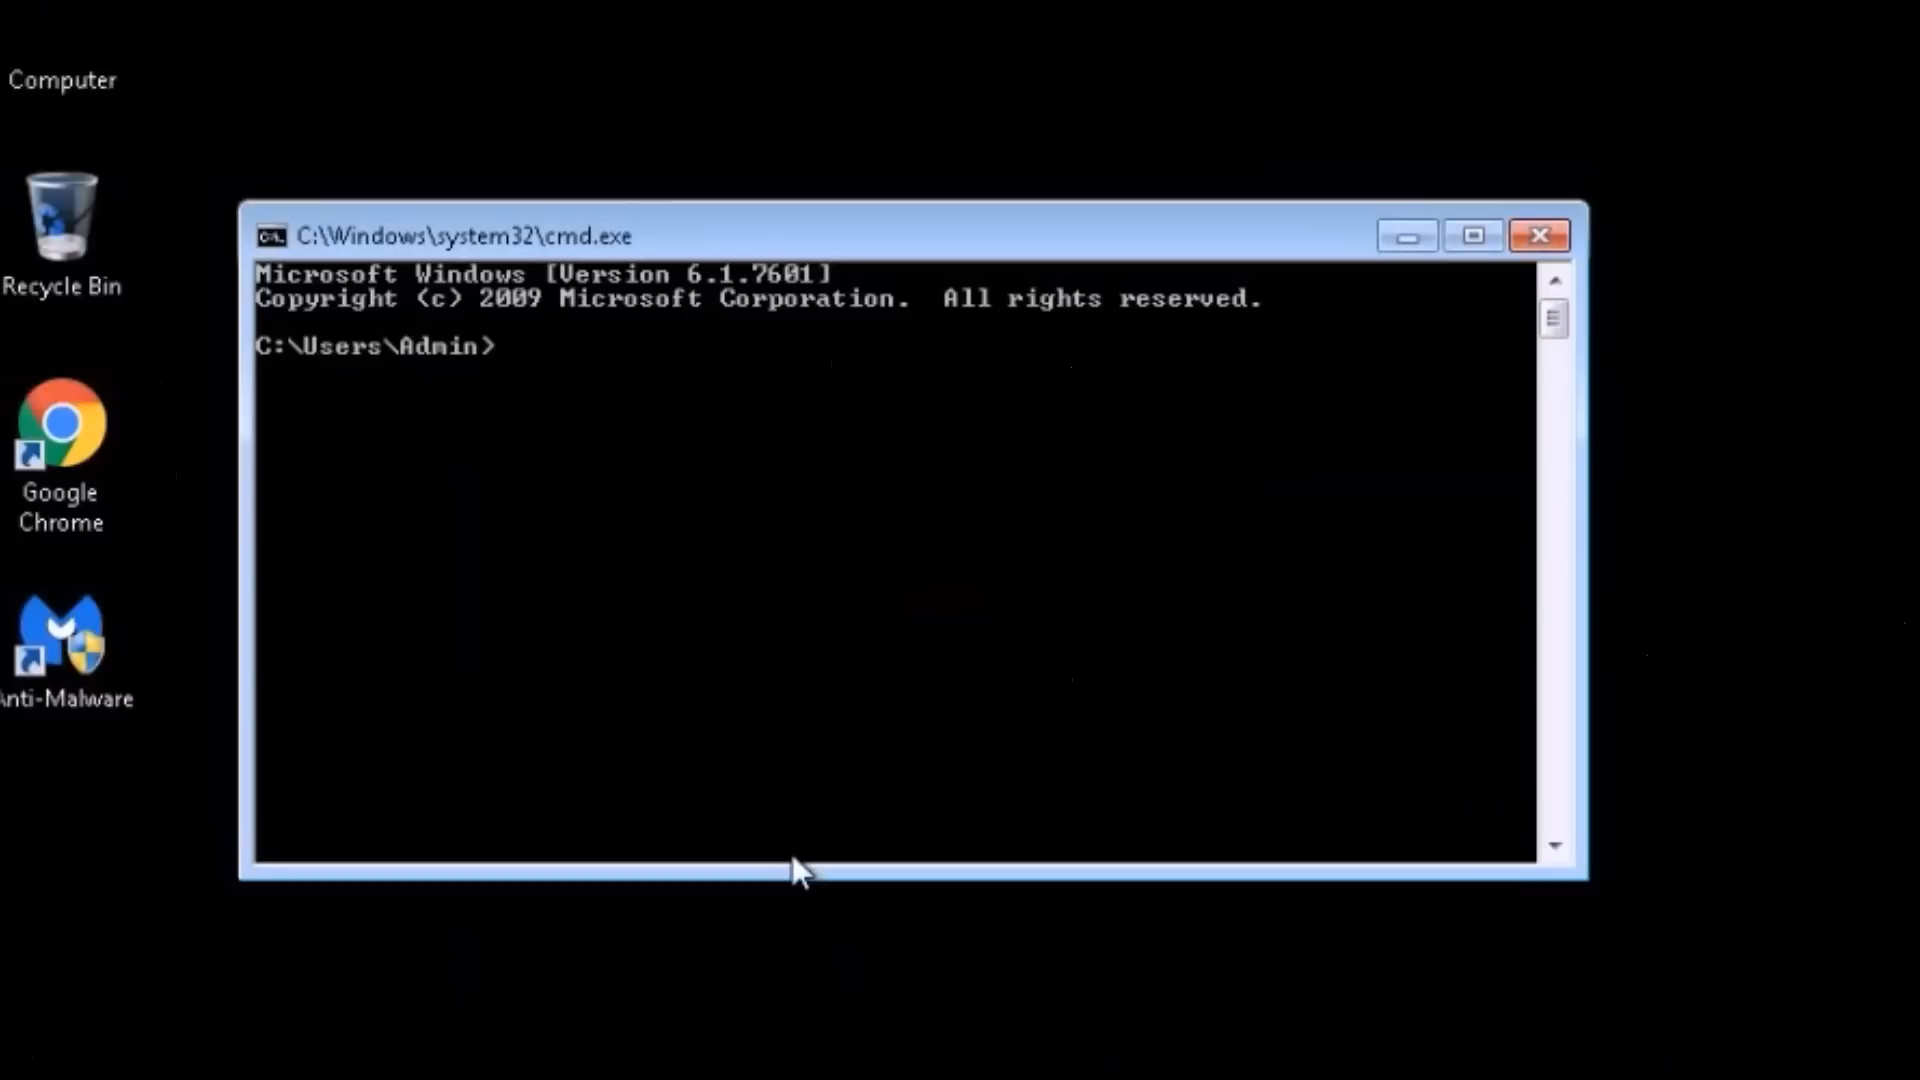 Computer
Recycle Bin
Google
Chrome
Anti-Malware
C:\Windows\system32\cmd.exe
Microsoft Windows [Version 6.1.7601]
Copyright (c) 2009 Microsoft Corporation.  All rights reserved.
C:\Users\Admin>